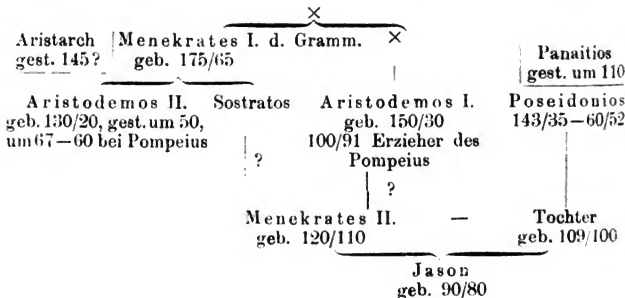 ×
Aristarch Menekrates I. d. Gramm. × Panaitios
gest. 145? geb. 175/65 gest. um 110
Aristodemos II. Sostratos Aristodemos I. Poseidonios
geb. 130/20, gest. um 50, geb. 150/30 143/35—60/52
um 67—60 bei Pompeius 100/91 Erzieher des
? Pompeius
?
Menekrates II. — Tochter
geb. 120/110 geb. 109/100
Jason
geb. 90/80